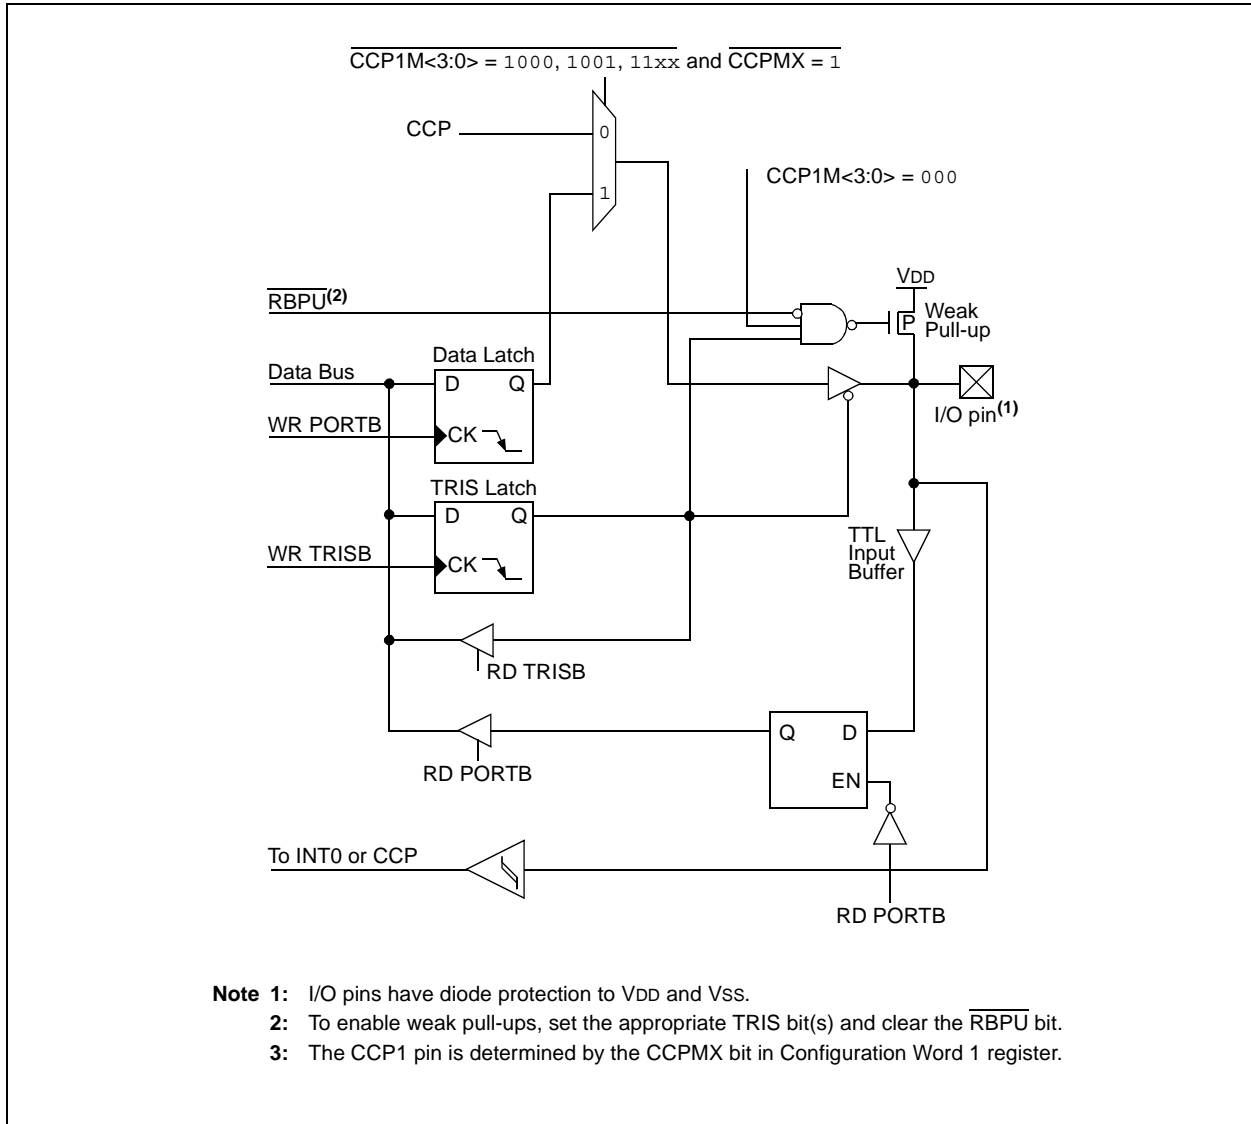 CCP1M<3:0> = 1000, 1001, 11xx and CCPMX = 1
CCP
0
1
CCP1M<3:0> = 000
VDD
RBPU(2)
P
Weak
Pull-up
Data Bus
Data Latch
D Q
WR PORTB
CK
I/O pin(1)
TRIS Latch
D Q
WR TRISB
CK
TTL
Input
Buffer
RD TRISB
Q D
RD PORTB
EN
To INT0 or CCP
RD PORTB
Note 1: I/O pins have diode protection to VDD and VSS.
2: To enable weak pull-ups, set the appropriate TRIS bit(s) and clear the RBPU bit.
3: The CCP1 pin is determined by the CCPMX bit in Configuration Word 1 register.